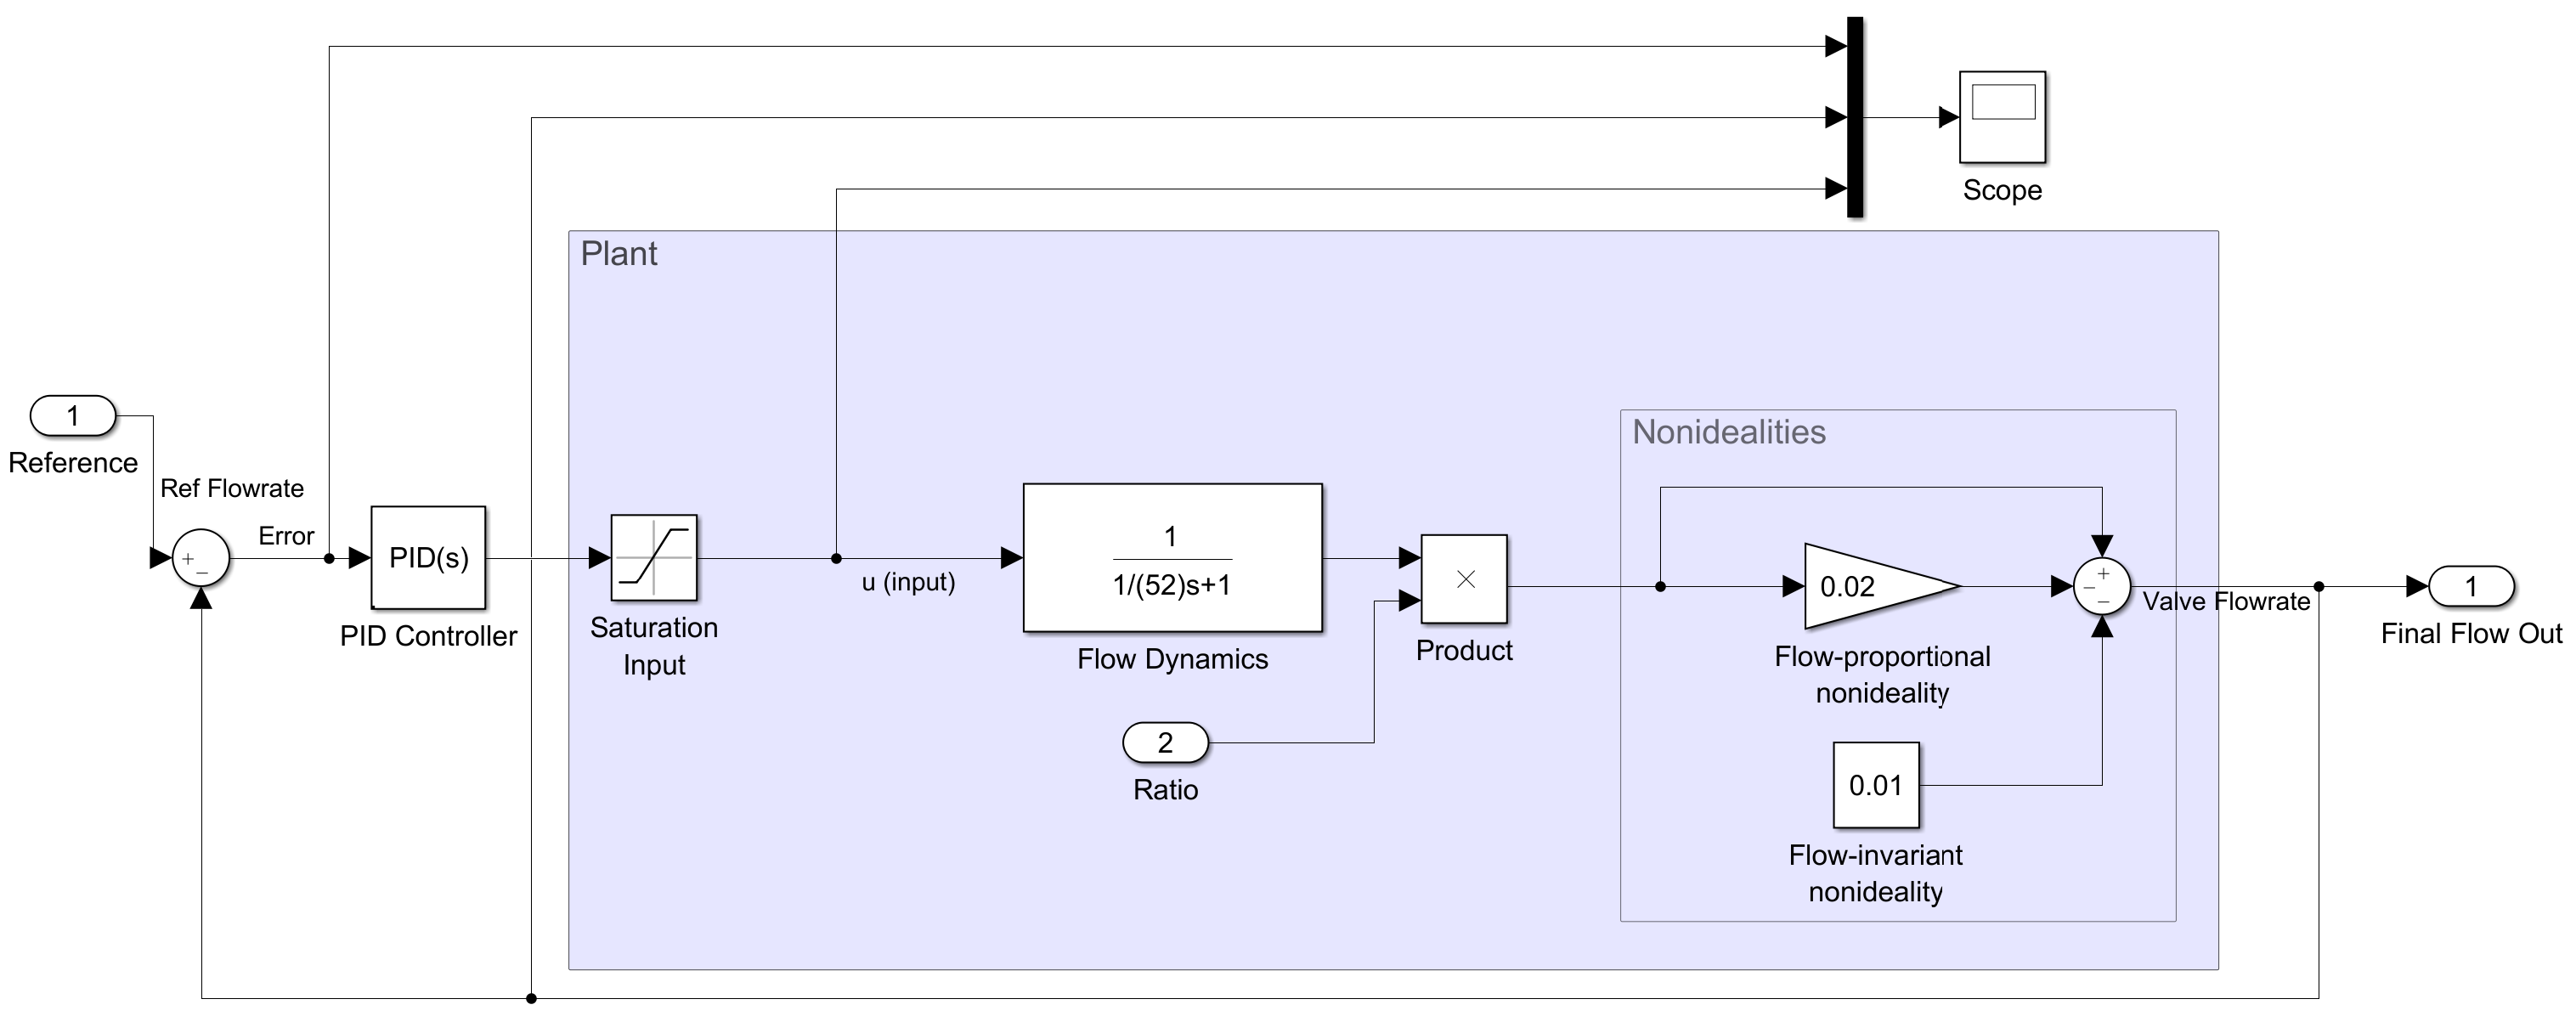 Scope
Plant
Nonidealities
1
Reference
Ref Flowrate
Error
+
−
PID(s)
PID Controller
Saturation
Input
u (input)
1
1/(52)s+1
Flow Dynamics
×
Product
2
Ratio
0.02
Flow-proportional
nonideality
0.01
Flow-invariant
nonideality
+
−
−
Valve Flowrate
1
Final Flow Out